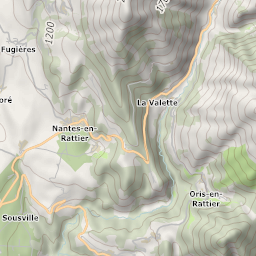 1200
Fugières
La Valette
Nantes-en-
Rattier
Oris-en-
Rattier
Sousville